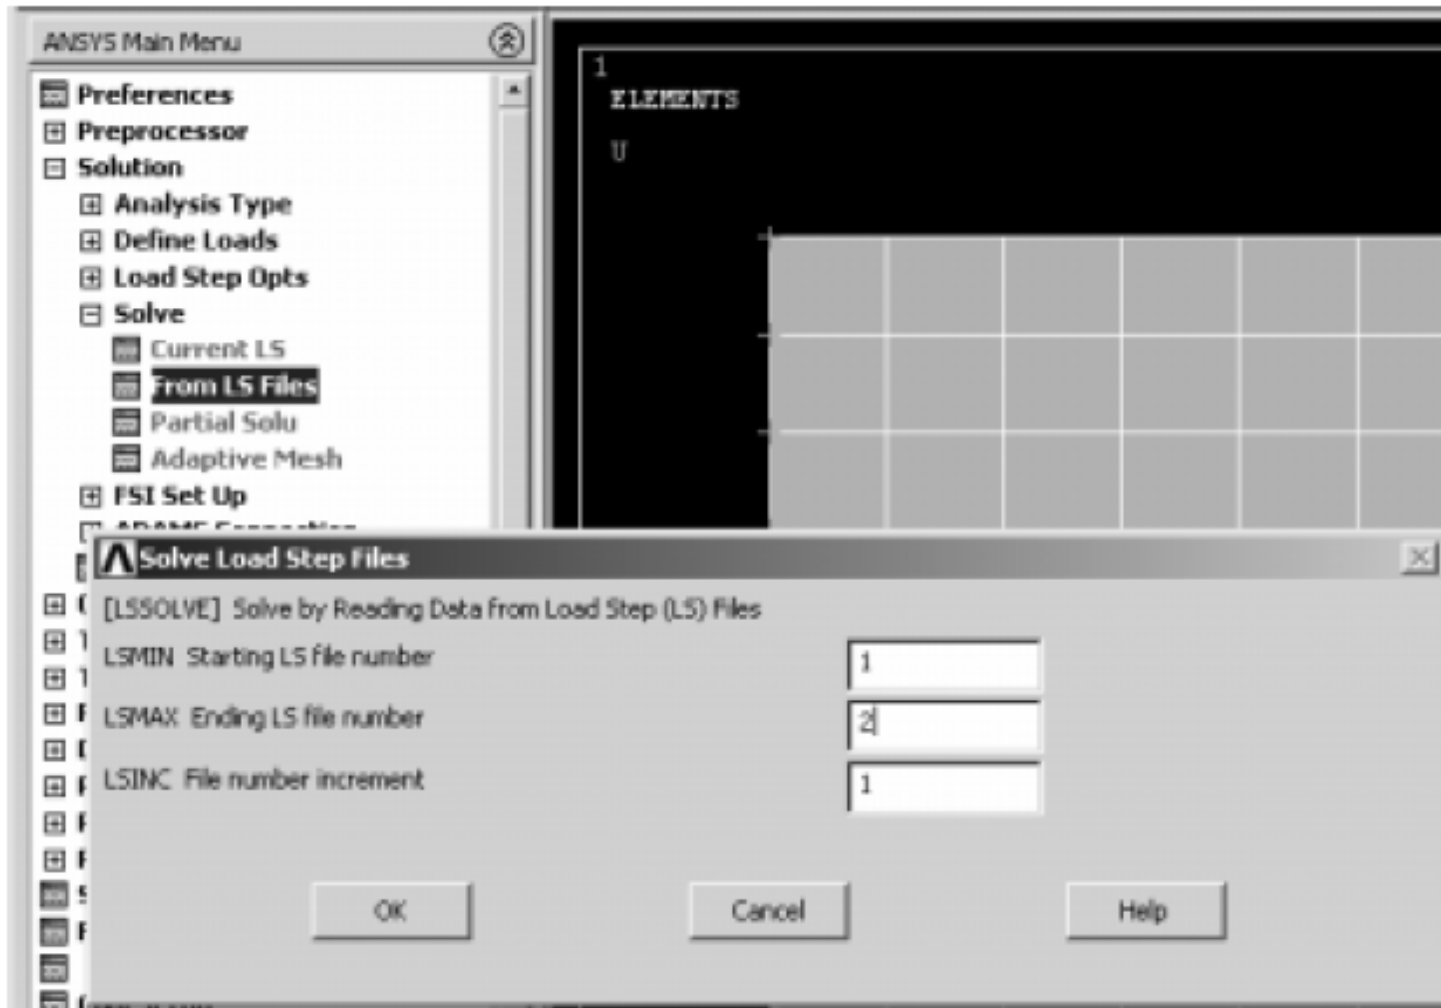 ANSYS Main Menu
Preferences
Preprocessor
Solution
Analysis Type
Define Loads
Load Step Opts
Solve
Current LS
From LS Files
Partial Solu
Adaptive Mesh
FSI Set Up
1
ELEMENTS
U
Solve Load Step Files
[LSSOLVE] Solve by Reading Data from Load Step (LS) Files
LSMIN Starting LS file number 1
LSMAX Ending LS file number 2
LSINC File number increment 1
OK Cancel Help